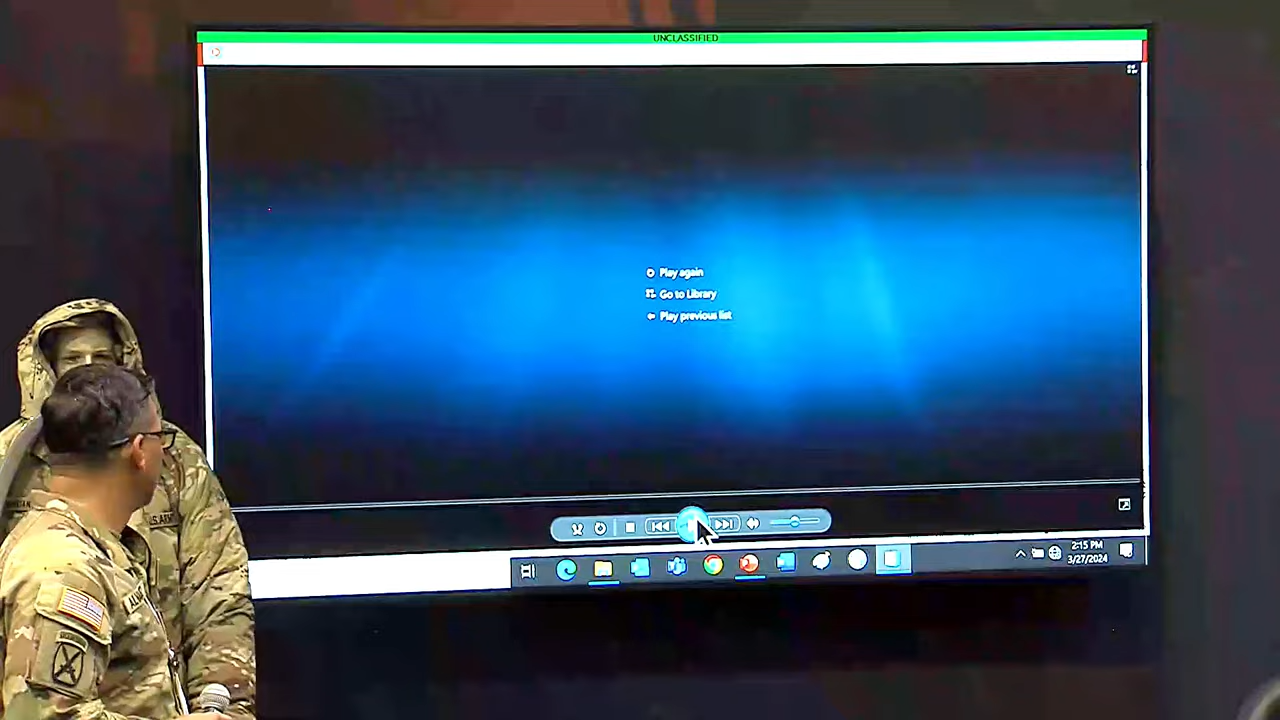 UNCLASSIFIED
Play again
Go to Library
Play previous list
2:15 PM
3/27/2024
U.S. ARMY